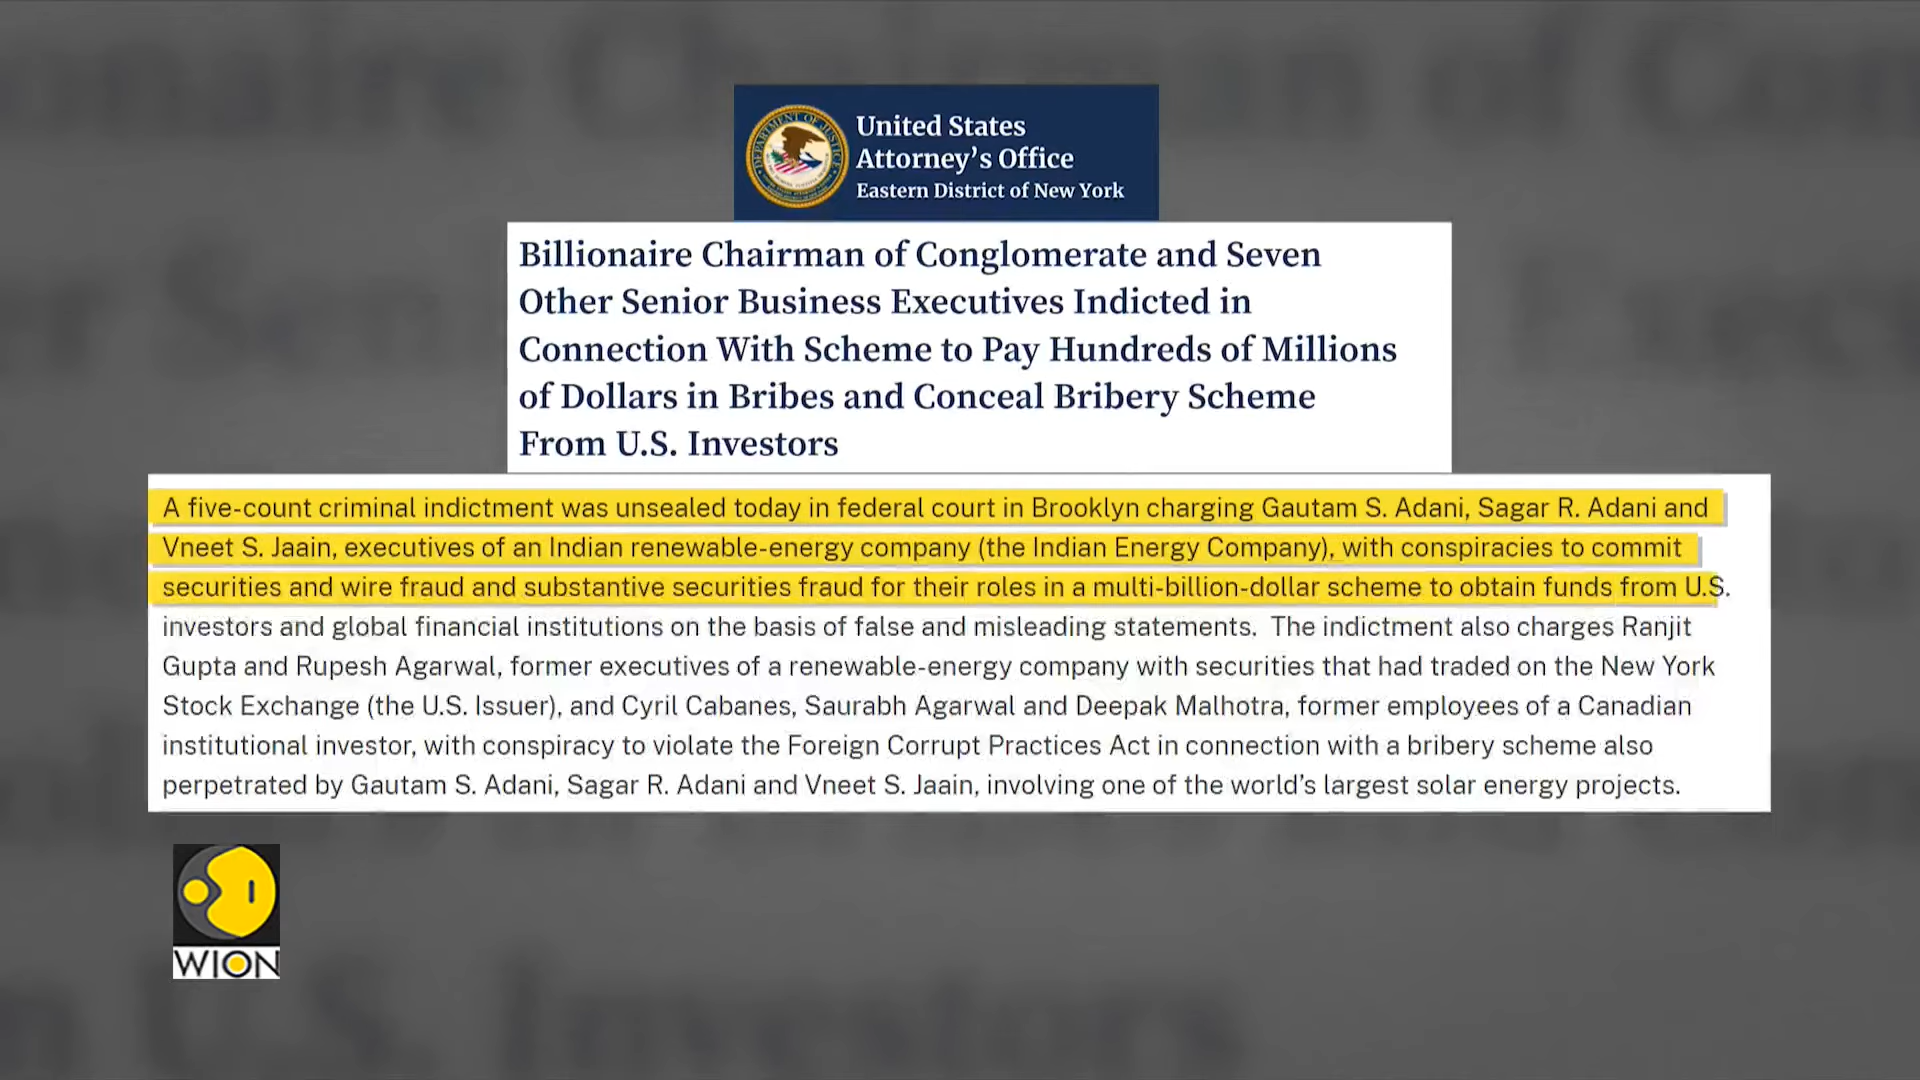 United States
Attorney's Office
Eastern District of New York
Billionaire Chairman of Conglomerate and Seven
Other Senior Business Executives Indicted in
Connection With Scheme to Pay Hundreds of Millions
of Dollars in Bribes and Conceal Bribery Scheme
From U.S. Investors
A five-count criminal indictment was unsealed today in federal court in Brooklyn charging Gautam S. Adani, Sagar R. Adani and
Vneet S. Jaain, executives of an Indian renewable-energy company (the Indian Energy Company), with conspiracies to commit
securities and wire fraud and substantive securities fraud for their roles in a multi-billion-dollar scheme to obtain funds from U.S.
investors and global financial institutions on the basis of false and misleading statements.  The indictment also charges Ranjit
Gupta and Rupesh Agarwal, former executives of a renewable-energy company with securities that had traded on the New York
Stock Exchange (the U.S. Issuer), and Cyril Cabanes, Saurabh Agarwal and Deepak Malhotra, former employees of a Canadian
institutional investor, with conspiracy to violate the Foreign Corrupt Practices Act in connection with a bribery scheme also
perpetrated by Gautam S. Adani, Sagar R. Adani and Vneet S. Jaain, involving one of the world's largest solar energy projects.
WION